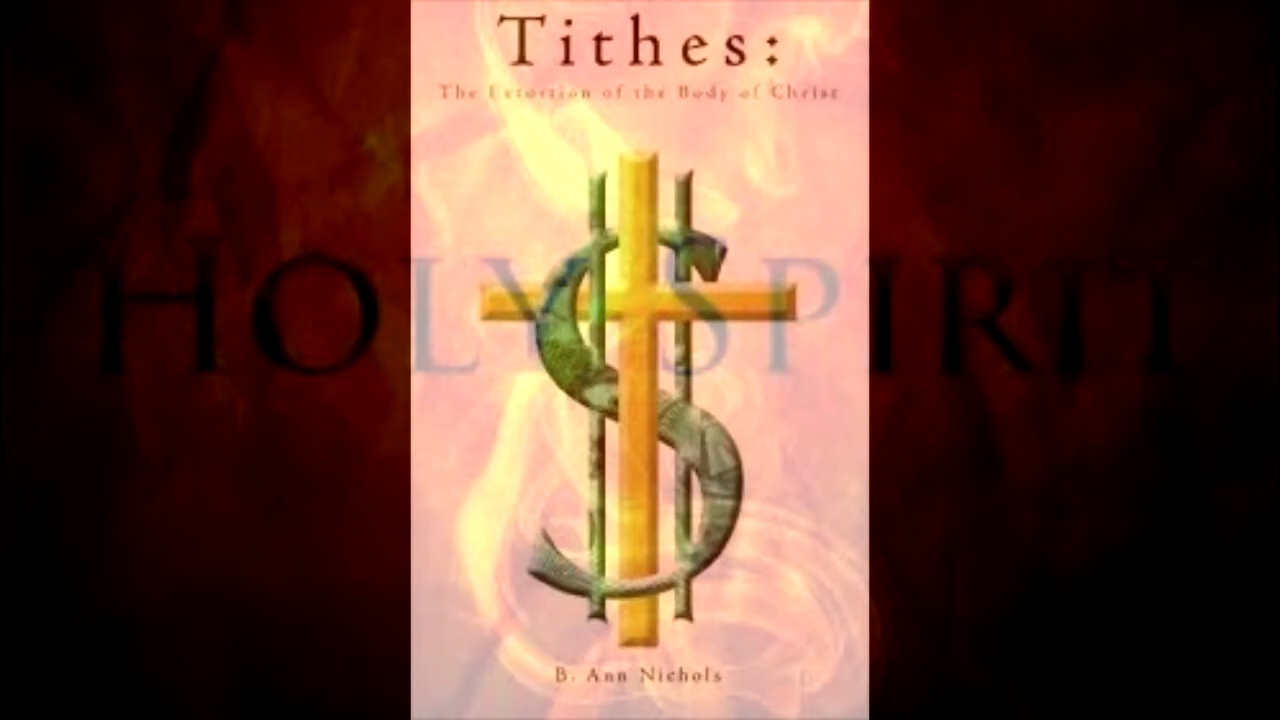 Tithes:
The Extortion of the Body of Christ
HOLY SPIRIT
B. Ann Nichols